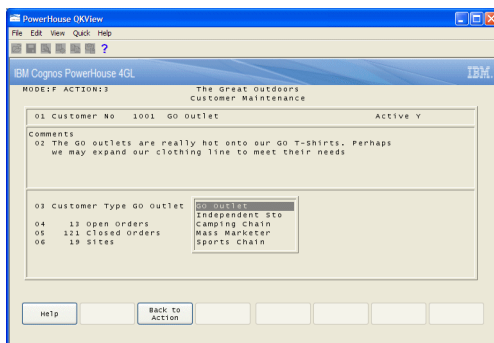 PowerHouse QKView
File Edit View Quick Help
?
IBM Cognos PowerHouse 4GL
IBM.
MODE:F ACTION:3 The Great Outdoors
Customer Maintenance
01 Customer No 1001 GO Outlet Active Y
Comments
02 The GO outlets are really hot onto our GO T-Shirts. Perhaps
we may expand our clothing line to meet their needs
03 Customer Type GO Outlet
GO Outlet
Independent Sto
Camping Chain
Mass Marketer
Sports Chain
04 13 Open Orders
05 121 Closed Orders
06 19 Sites
Help
Back to
Action